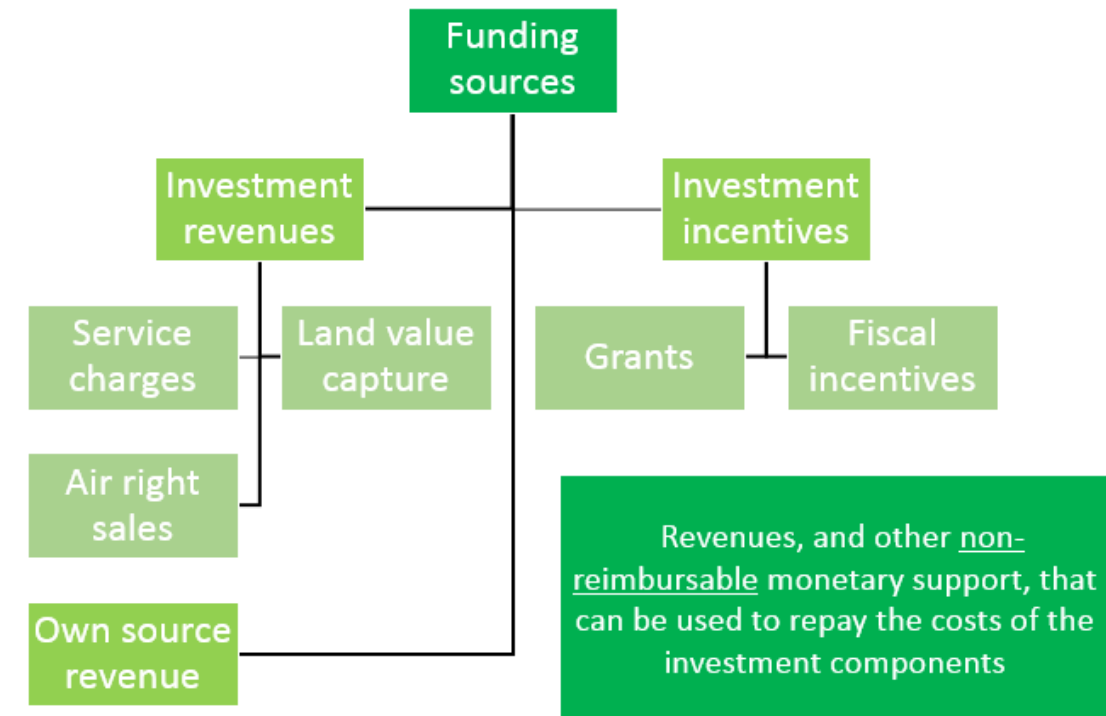 Funding
sources
Investment
revenues
Investment
incentives
Service
charges
Land value
capture
Grants
Fiscal
incentives
Air right
sales
Own source
revenue
Revenues, and other non-
reimbursable monetary support, that
can be used to repay the costs of the
investment components